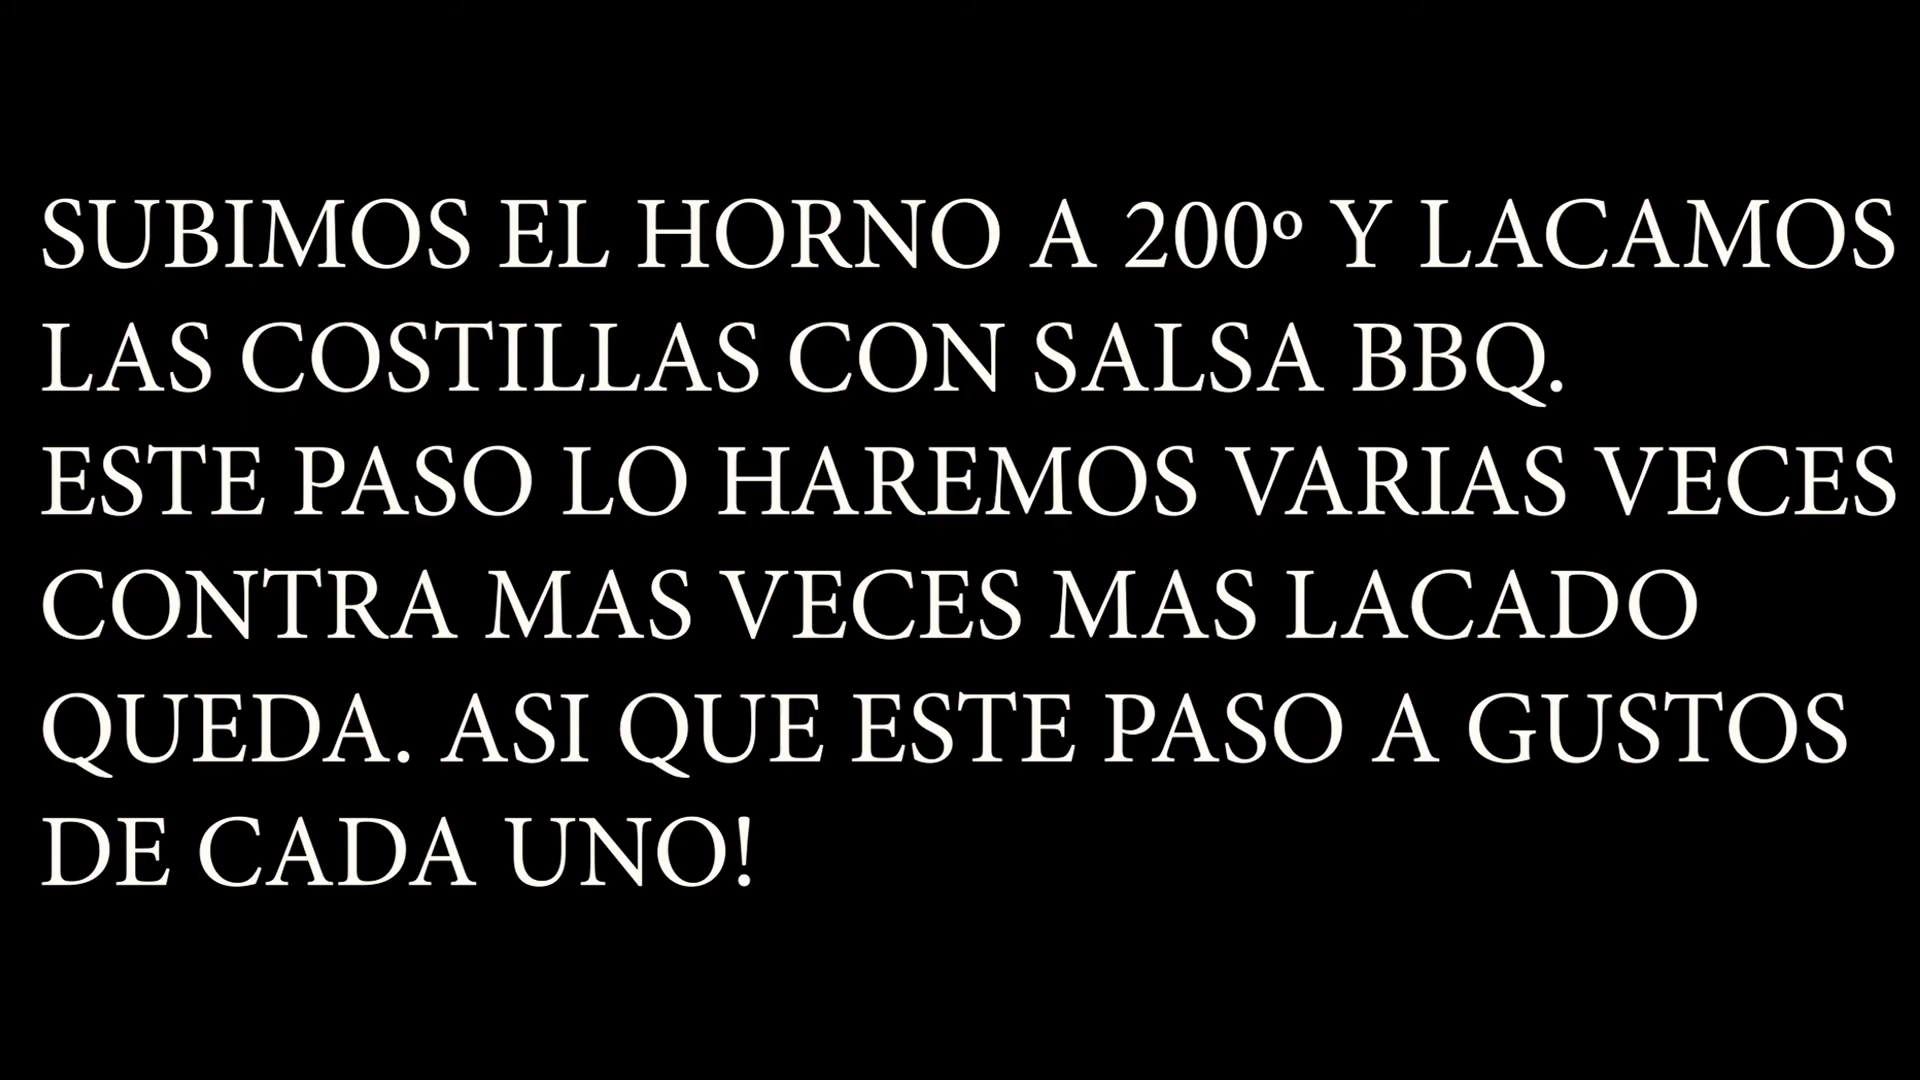 SUBIMOS EL HORNO A 200º Y LACAMOS
LAS COSTILLAS CON SALSA BBQ.
ESTE PASO LO HAREMOS VARIAS VECES
CONTRA MAS VECES MAS LACADO
QUEDA. ASI QUE ESTE PASO A GUSTOS
DE CADA UNO!